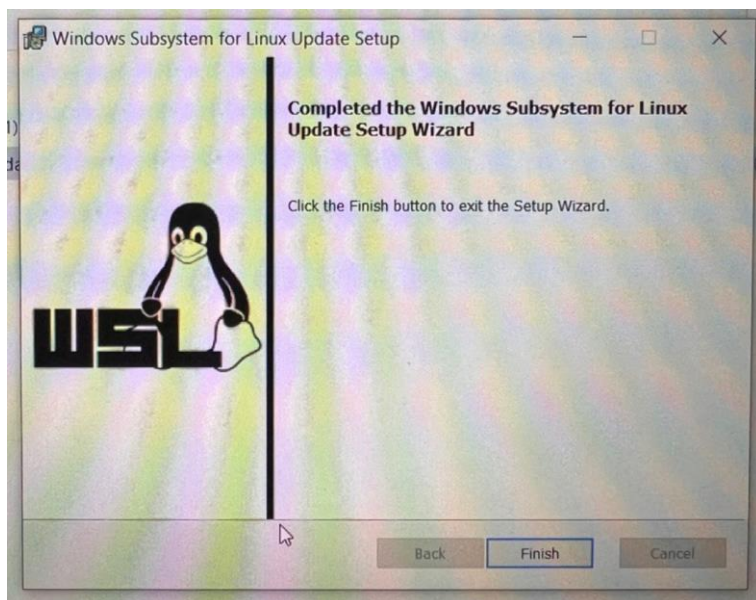 Windows Subsystem for Linux Update Setup
Completed the Windows Subsystem for Linux
Update Setup Wizard
Click the Finish button to exit the Setup Wizard.
WSL
Back
Finish
Cancel